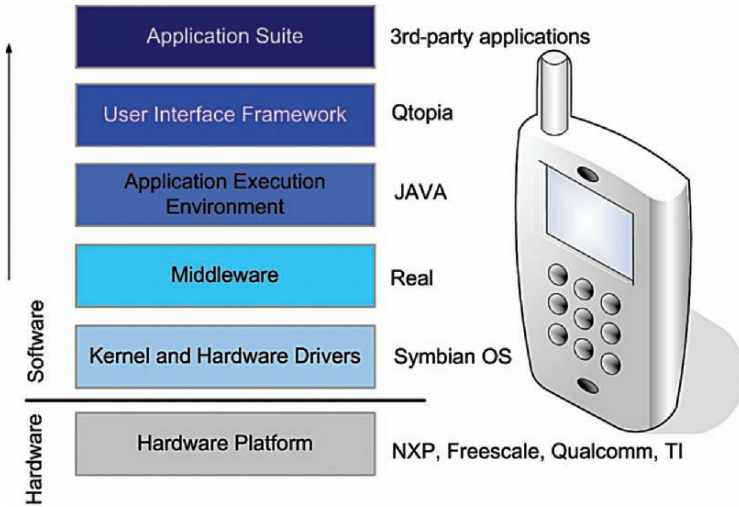 Application Suite
3rd-party applications
User Interface Framework
Qtopia
Application Execution
Environment
JAVA
Middleware
Real
Software
Kernel and Hardware Drivers
Symbian OS
Hardware
Hardware Platform
NXP, Freescale, Qualcomm, TI